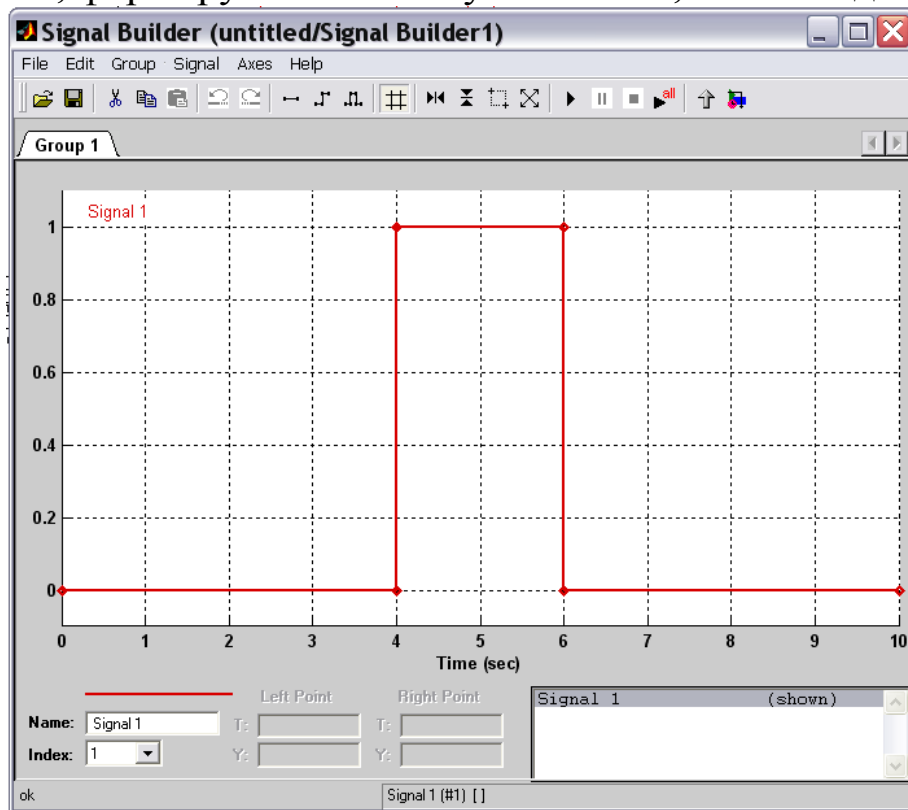 Signal Builder (untitled/Signal Builder1)
File Edit Group Signal Axes Help
all
Group 1
Signal 1
1
0.8
0.6
0.4
0.2
0
0 1 2 3 4 5 6 7 8 9 10
Time (sec)
Left Point Right Point
Name: Signal 1 T: T:
Index: 1 Y: Y:
Signal 1 (shown)
ok Signal 1 (#1) [ ]